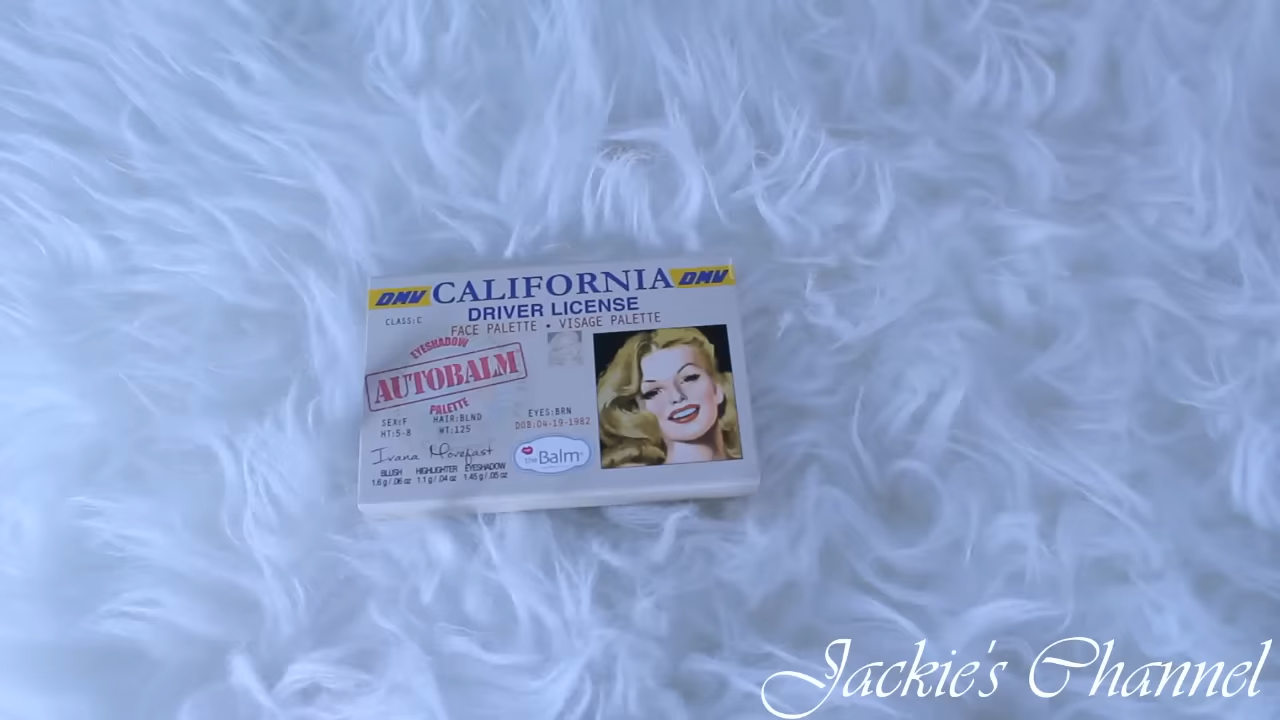 DMV CALIFORNIA DMV
DRIVER LICENSE
CLASS:C
FACE PALETTE • VISAGE PALETTE
EYESHADOW
AUTOBALM
PALETTE
SEX:F HAIR:BLND EYES:BRN
HT:5-8 WT:125 DOB:04-19-1982
Ivana Movefast
theBalm
BLUSH HIGHLIGHTER EYESHADOW
1.6 g / .06 oz 1.1 g / .04 oz 1.45 g / .05 oz
Jackie's Channel